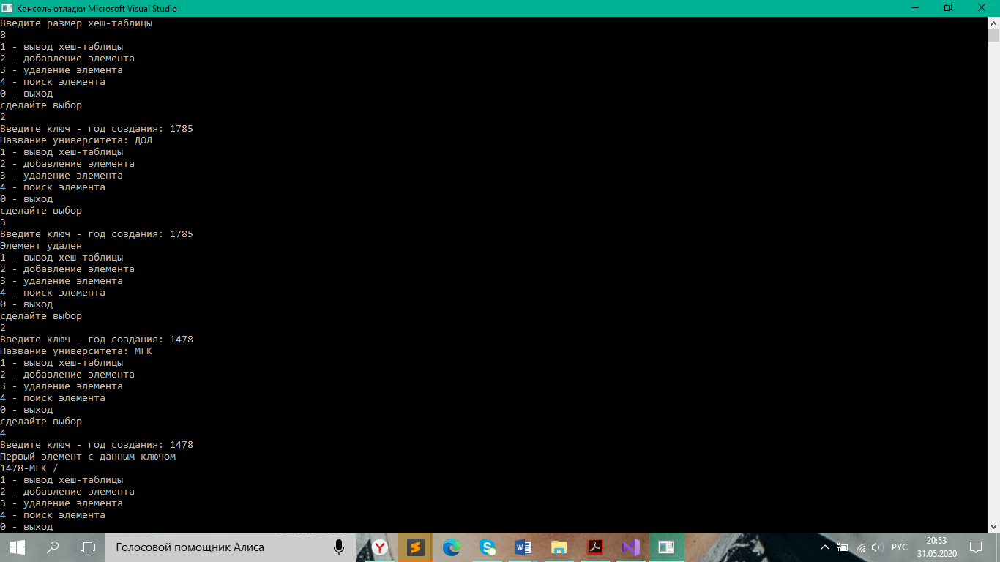 Консоль отладки Microsoft Visual Studio
Введите размер хеш-таблицы
8
1 - вывод хеш-таблицы
2 - добавление элемента
3 - удаление элемента
4 - поиск элемента
0 - выход
сделайте выбор
2
Введите ключ - год создания: 1785
Название университета: ДОЛ
1 - вывод хеш-таблицы
2 - добавление элемента
3 - удаление элемента
4 - поиск элемента
0 - выход
сделайте выбор
3
Введите ключ - год создания: 1785
Элемент удален
1 - вывод хеш-таблицы
2 - добавление элемента
3 - удаление элемента
4 - поиск элемента
0 - выход
сделайте выбор
2
Введите ключ - год создания: 1478
Название университета: МГК
1 - вывод хеш-таблицы
2 - добавление элемента
3 - удаление элемента
4 - поиск элемента
0 - выход
сделайте выбор
4
Введите ключ - год создания: 1478
Первый элемент с данным ключом
1478-МГК /
1 - вывод хеш-таблицы
2 - добавление элемента
3 - удаление элемента
4 - поиск элемента
0 - выход
Голосовой помощник Алиса
РУС
20:53
31.05.2020